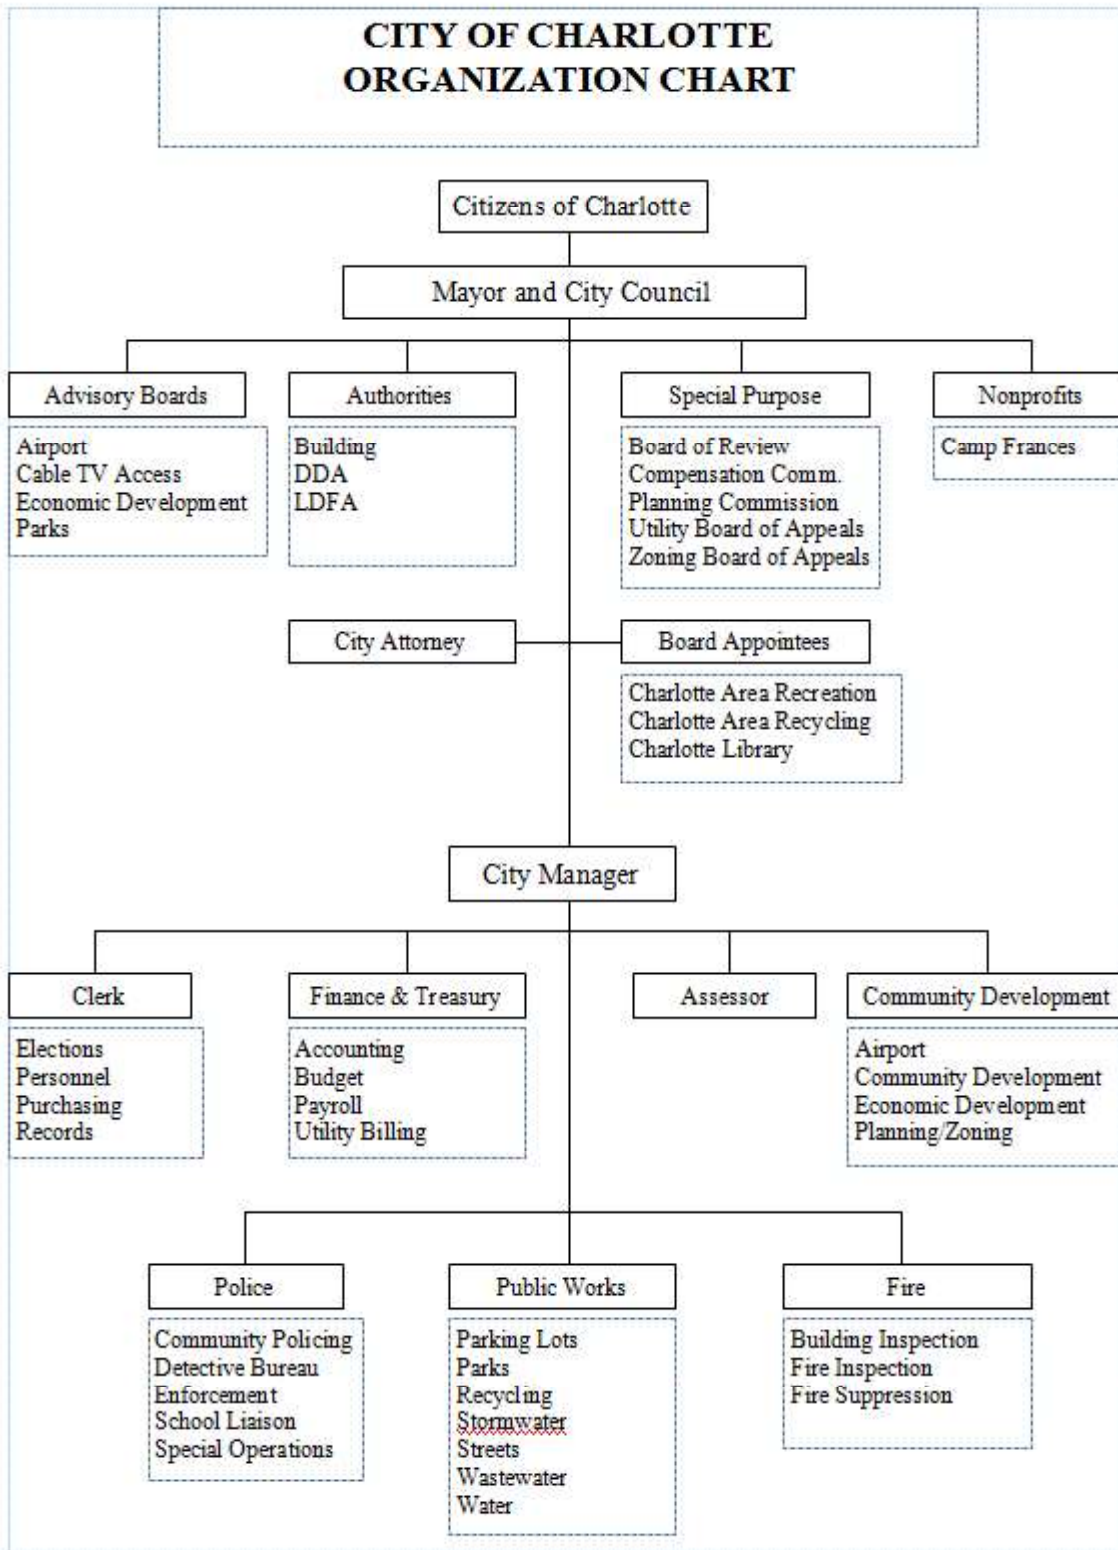 CITY OF CHARLOTTE
ORGANIZATION CHART
Citizens of Charlotte
Mayor and City Council
Advisory Boards
Airport
Cable TV Access
Economic Development
Parks
Authorities
Building
DDA
LDFA
Special Purpose
Board of Review
Compensation Comm.
Planning Commission
Utility Board of Appeals
Zoning Board of Appeals
Nonprofits
Camp Frances
City Attorney
Board Appointees
Charlotte Area Recreation
Charlotte Area Recycling
Charlotte Library
City Manager
Clerk
Elections
Personnel
Purchasing
Records
Finance & Treasury
Accounting
Budget
Payroll
Utility Billing
Assessor
Community Development
Airport
Community Development
Economic Development
Planning/Zoning
Police
Community Policing
Detective Bureau
Enforcement
School Liaison
Special Operations
Public Works
Parking Lots
Parks
Recycling
Stormwater
Streets
Wastewater
Water
Fire
Building Inspection
Fire Inspection
Fire Suppression